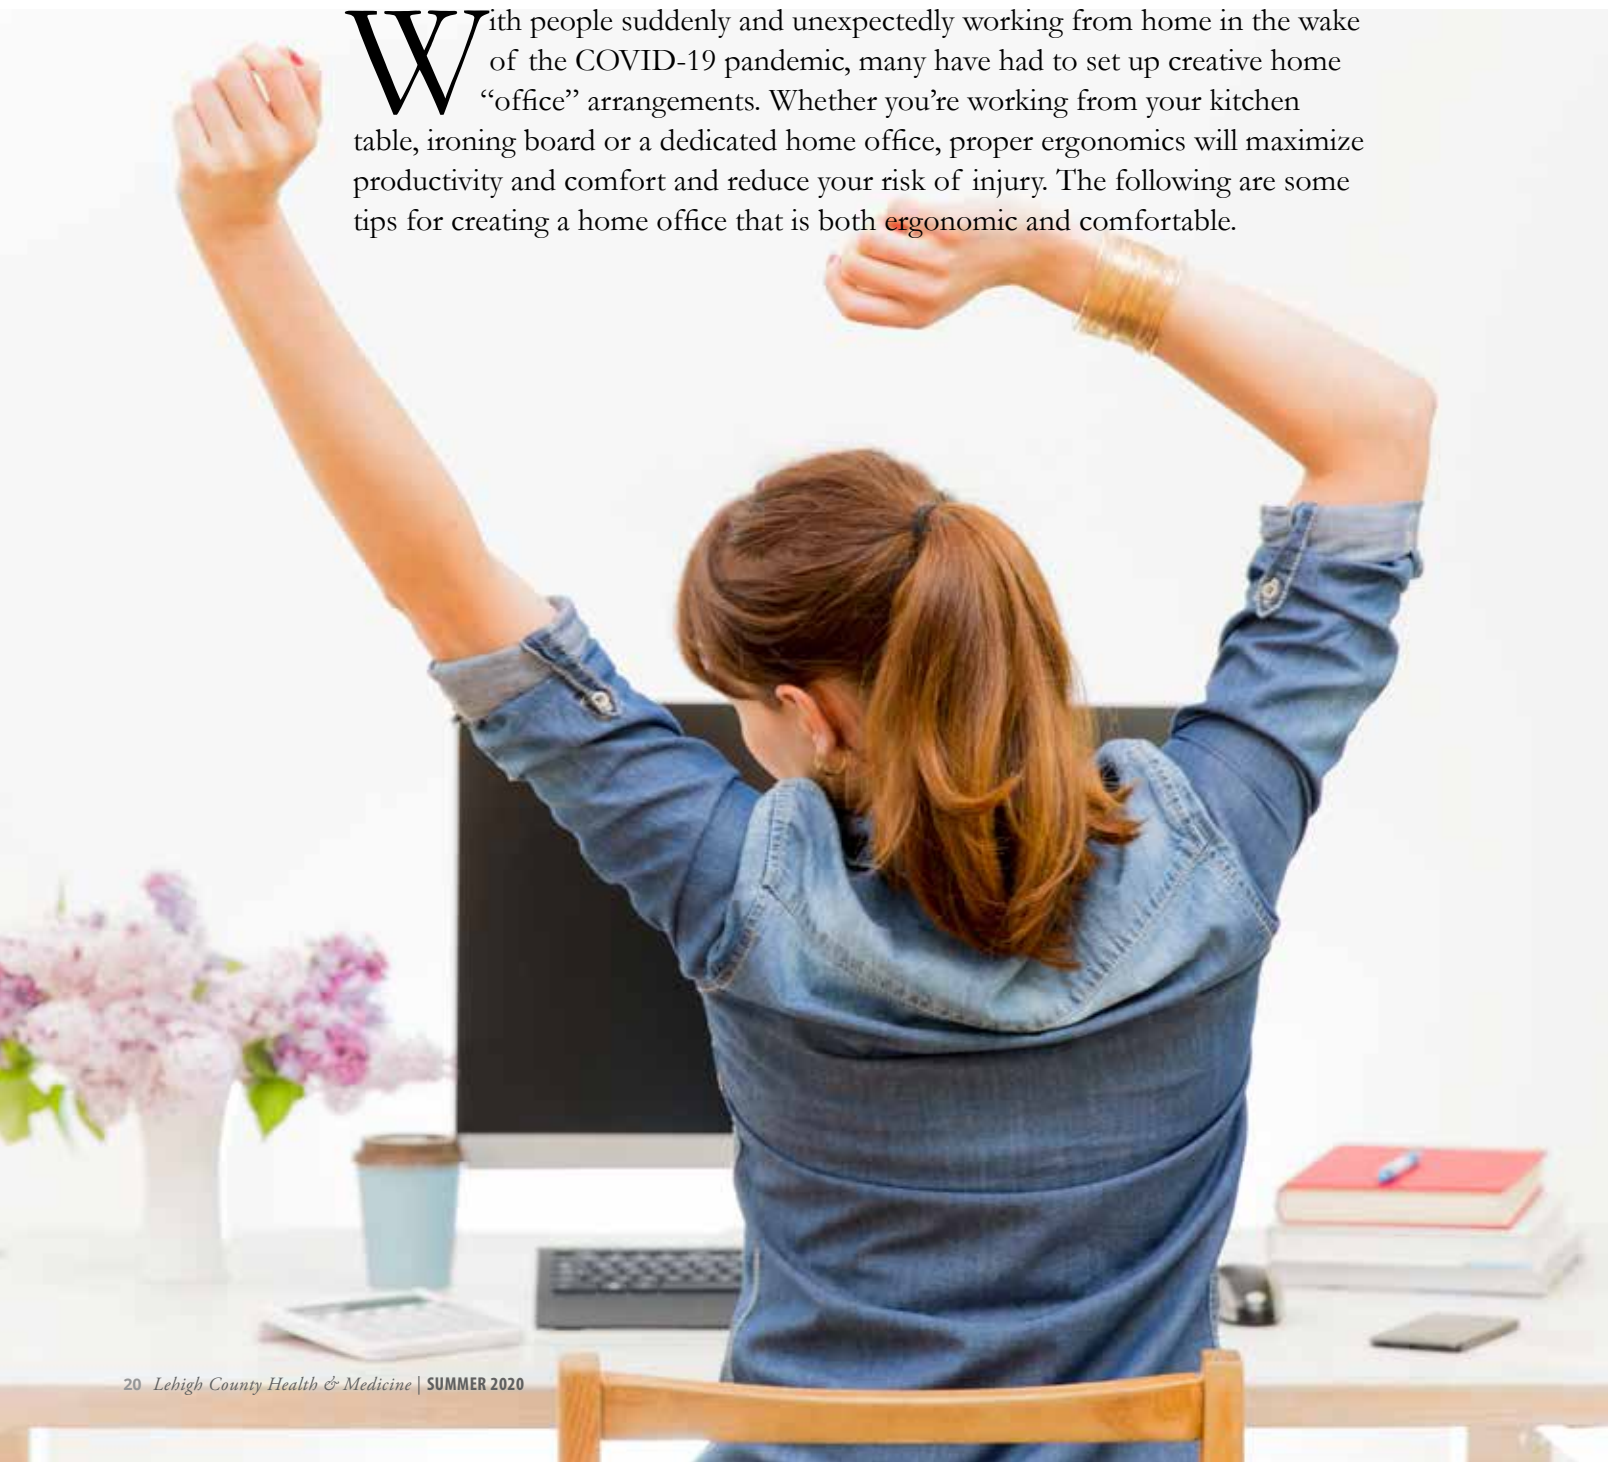 With people suddenly and unexpectedly working from home in the wake
of the COVID-19 pandemic, many have had to set up creative home
“office” arrangements. Whether you’re working from your kitchen
table, ironing board or a dedicated home office, proper ergonomics will maximize
productivity and comfort and reduce your risk of injury. The following are some
tips for creating a home office that is both ergonomic and comfortable.
20 Lehigh County Health & Medicine | SUMMER 2020